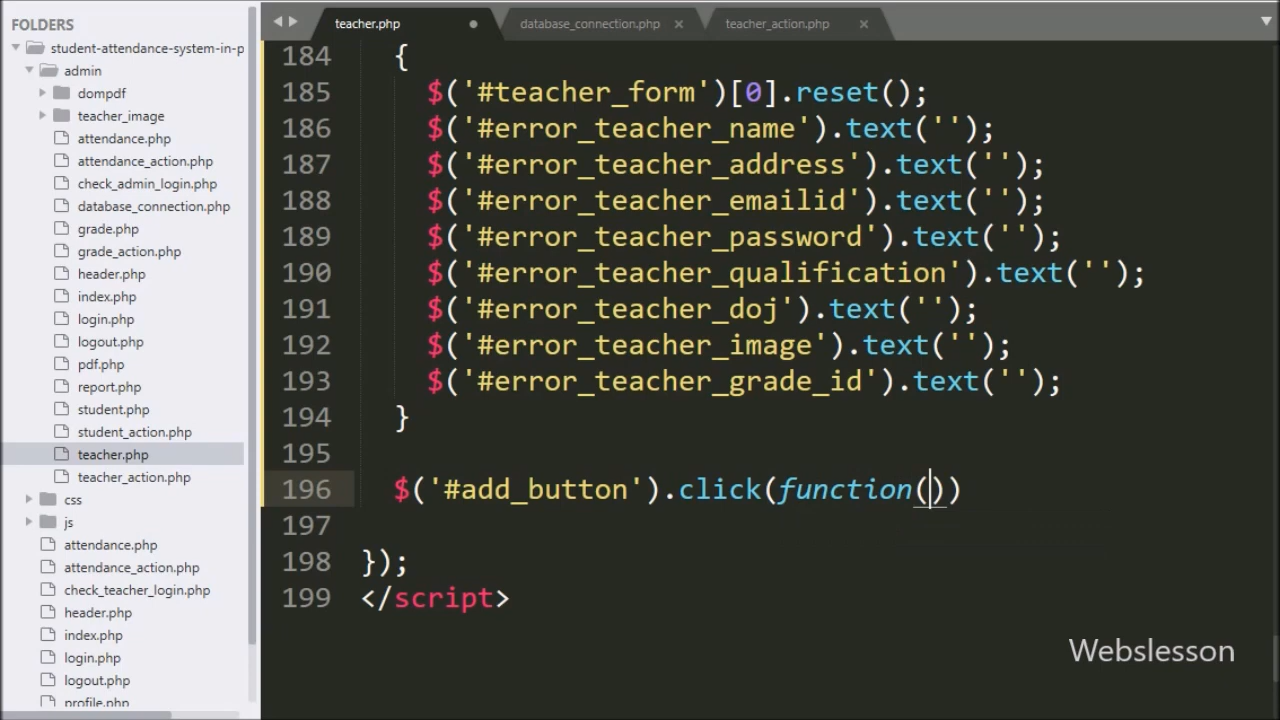 FOLDERS
student-attendance-system-in-p
admin
dompdf
teacher_image
attendance.php
attendance_action.php
check_admin_login.php
database_connection.php
grade.php
grade_action.php
header.php
index.php
login.php
logout.php
pdf.php
report.php
student.php
student_action.php
teacher.php
teacher_action.php
css
js
attendance.php
attendance_action.php
check_teacher_login.php
header.php
index.php
login.php
logout.php
profile.php
teacher.php
database_connection.php
teacher_action.php
184 {
185 $('#teacher_form')[0].reset();
186 $('#error_teacher_name').text('');
187 $('#error_teacher_address').text('');
188 $('#error_teacher_emailid').text('');
189 $('#error_teacher_password').text('');
190 $('#error_teacher_qualification').text('');
191 $('#error_teacher_doj').text('');
192 $('#error_teacher_image').text('');
193 $('#error_teacher_grade_id').text('');
194 }
195
196 $('#add_button').click(function())
197
198 });
199 </script>
Webslesson